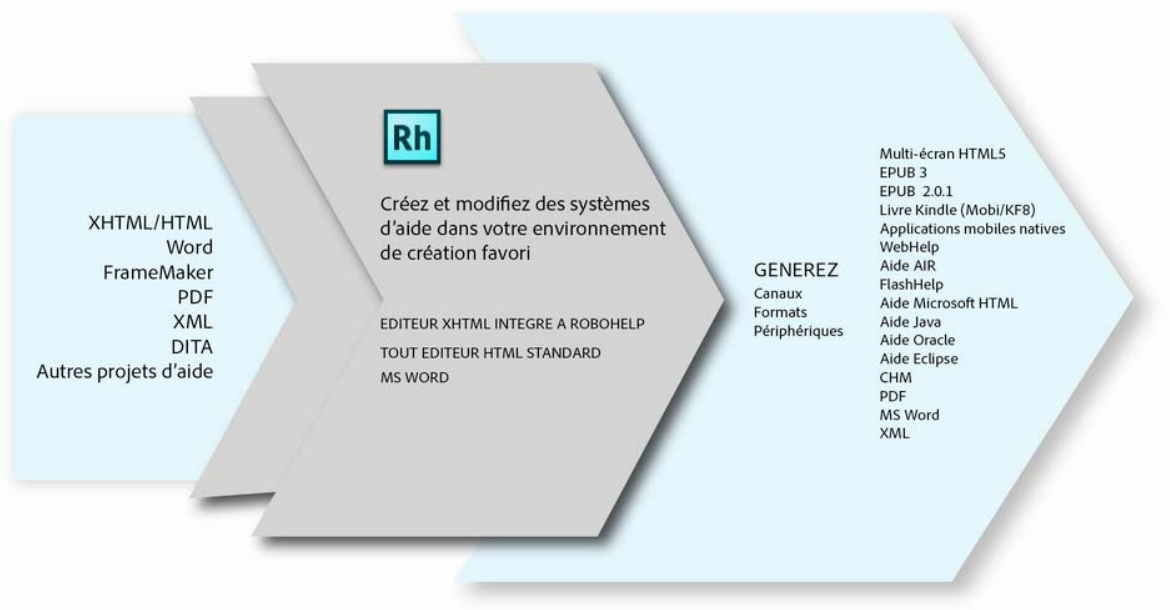 XHTML/HTML
Word
FrameMaker
PDF
XML
DITA
Autres projets d'aide
Rh
Créez et modifiez des systèmes
d'aide dans votre environnement
de création favori
EDITEUR XHTML INTEGRE A ROBOHELP
TOUT EDITEUR HTML STANDARD
MS WORD
GENEREZ
Canaux
Formats
Périphériques
Multi-écran HTML5
EPUB 3
EPUB 2.0.1
Livre Kindle (Mobi/KF8)
Applications mobiles natives
WebHelp
Aide AIR
FlashHelp
Aide Microsoft HTML
Aide Java
Aide Oracle
Aide Eclipse
CHM
PDF
MS Word
XML